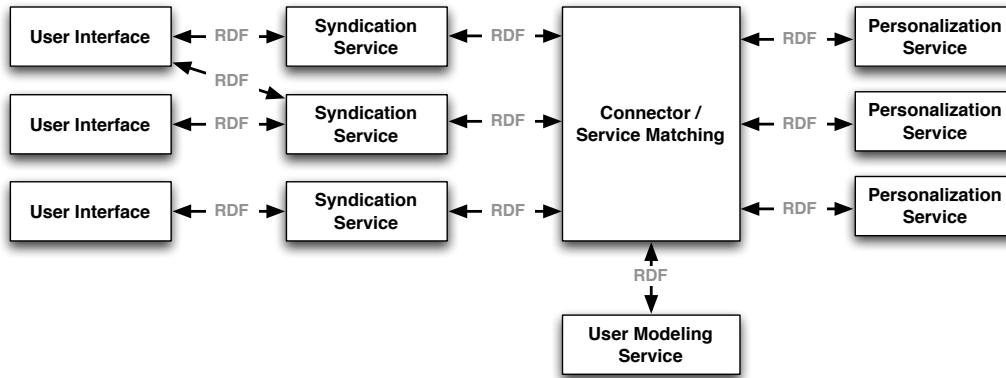 User Interface
RDF
Syndication
Service
RDF
RDF
Personalization
Service
RDF
User Interface
RDF
Syndication
Service
RDF
Connector /
Service Matching
RDF
Personalization
Service
User Interface
RDF
Syndication
Service
RDF
RDF
Personalization
Service
RDF
User Modeling
Service